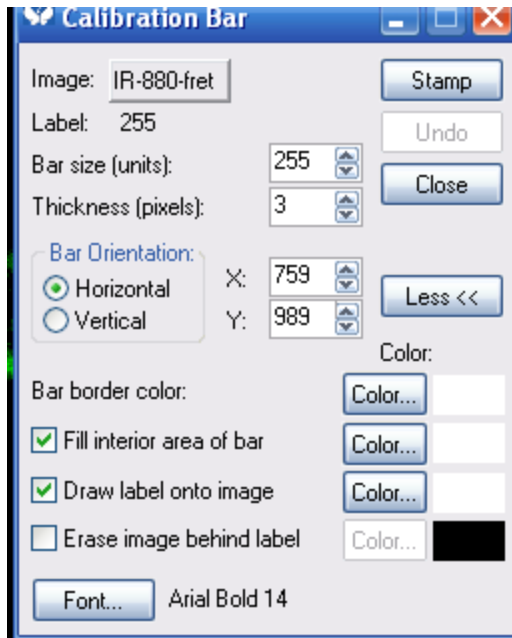 Calibration Bar
Image: IR-880-fret Stamp
Label: 255 Undo
Bar size (units): 255 Close
Thickness (pixels): 3
Bar Orientation:
Horizontal X: 759 Less <<
Vertical Y: 989
Color:
Bar border color: Color...
Fill interior area of bar Color...
Draw label onto image Color...
Erase image behind label Color...
Font... Arial Bold 14